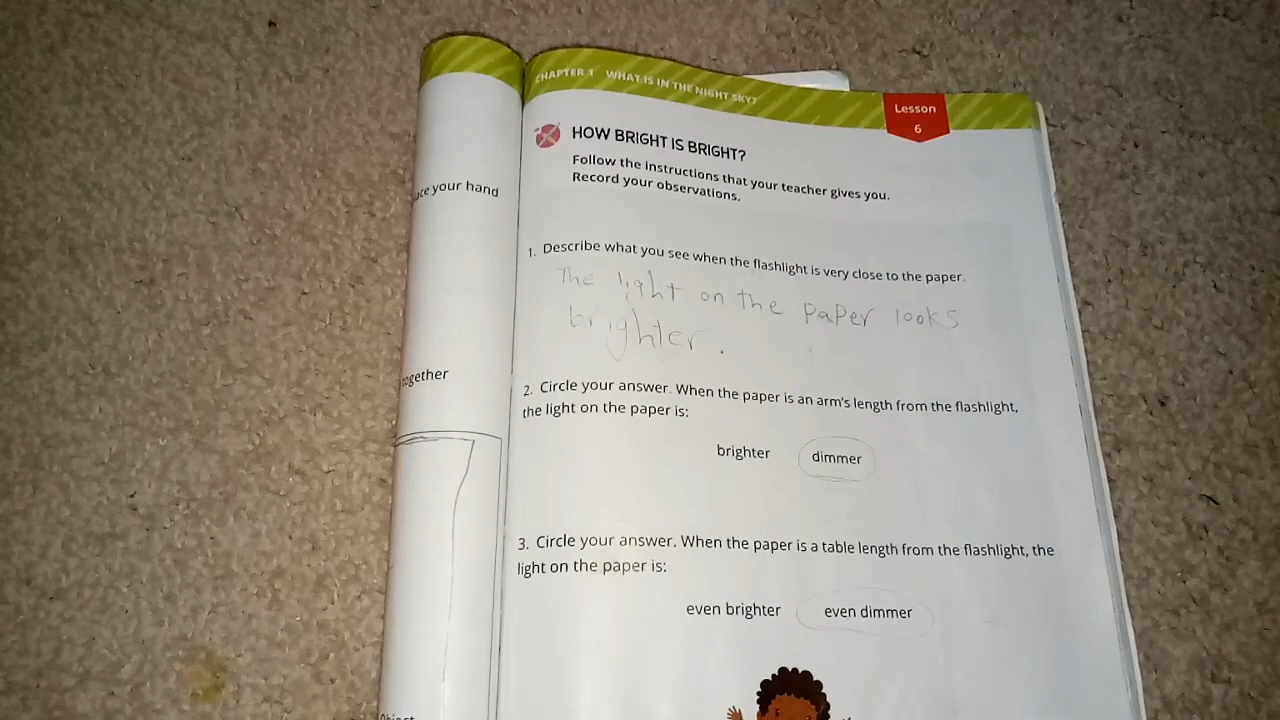 CHAPTER 1 WHAT IS IN THE NIGHT SKY?
Lesson
6
HOW BRIGHT IS BRIGHT?
Follow the instructions that your teacher gives you.
Record your observations.
your hand
1. Describe what you see when the flashlight is very close to the paper.
The light on the paper looks
brighter.
together
2. Circle your answer. When the paper is an arm's length from the flashlight,
the light on the paper is:
brighter dimmer
3. Circle your answer. When the paper is a table length from the flashlight, the
light on the paper is:
even brighter even dimmer